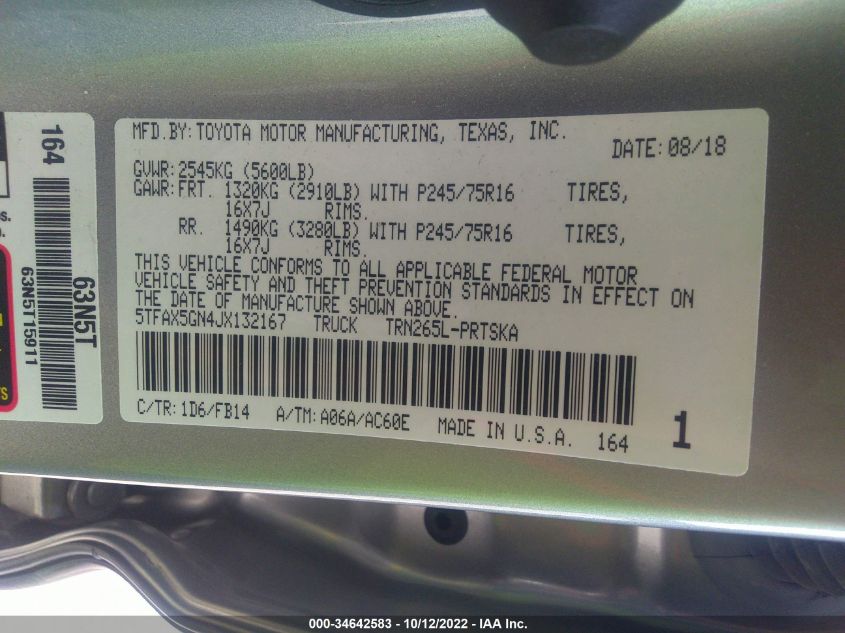 164
63N5T
63N5T15911
s.
).
TS
MFD.BY:TOYOTA MOTOR MANUFACTURING, TEXAS, INC.
DATE:08/18
GVWR:2545KG (5600LB)
GAWR:FRT. 1320KG (2910LB) WITH P245/75R16 TIRES,
16X7J RIMS.
RR. 1490KG (3280LB) WITH P245/75R16 TIRES,
16X7J RIMS.
THIS VEHICLE CONFORMS TO ALL APPLICABLE FEDERAL MOTOR
VEHICLE SAFETY AND THEFT PREVENTION STANDARDS IN EFFECT ON
THE DATE OF MANUFACTURE SHOWN ABOVE.
5TFAX5GN4JX132167 TRUCK TRN265L-PRTSKA
C/TR:1D6/FB14 A/TM:A06A/AC60E MADE IN U.S.A. 164
1
000-34642583 - 10/12/2022 - IAA Inc.